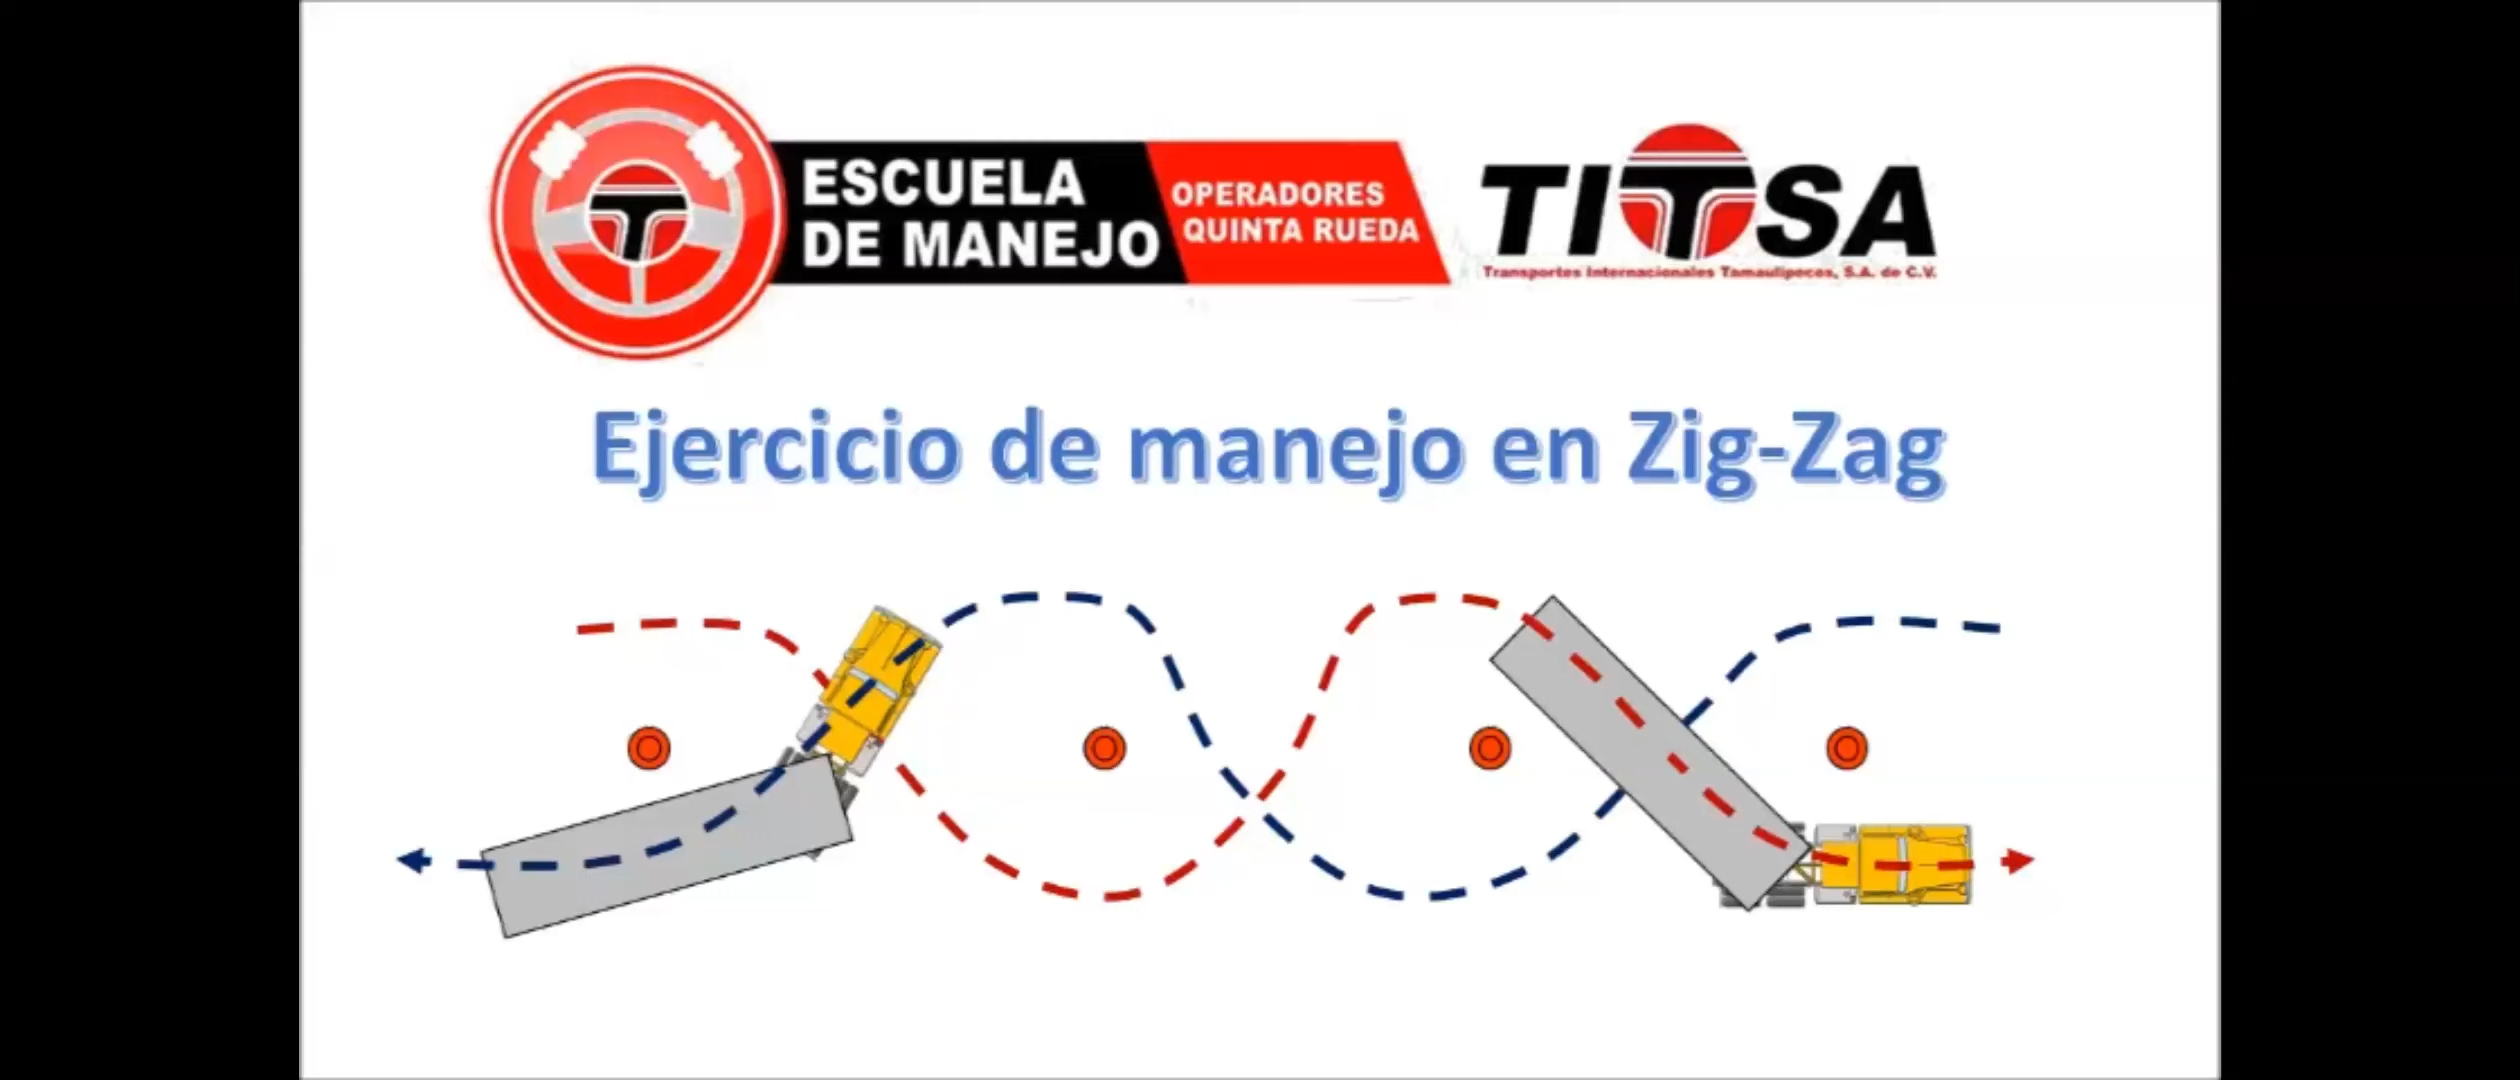 ESCUELA
DE MANEJO
OPERADORES
QUINTA RUEDA
TITSA
Transportes Internacionales Tamaulipecos, S.A. de C.V.
Ejercicio de manejo en Zig-Zag